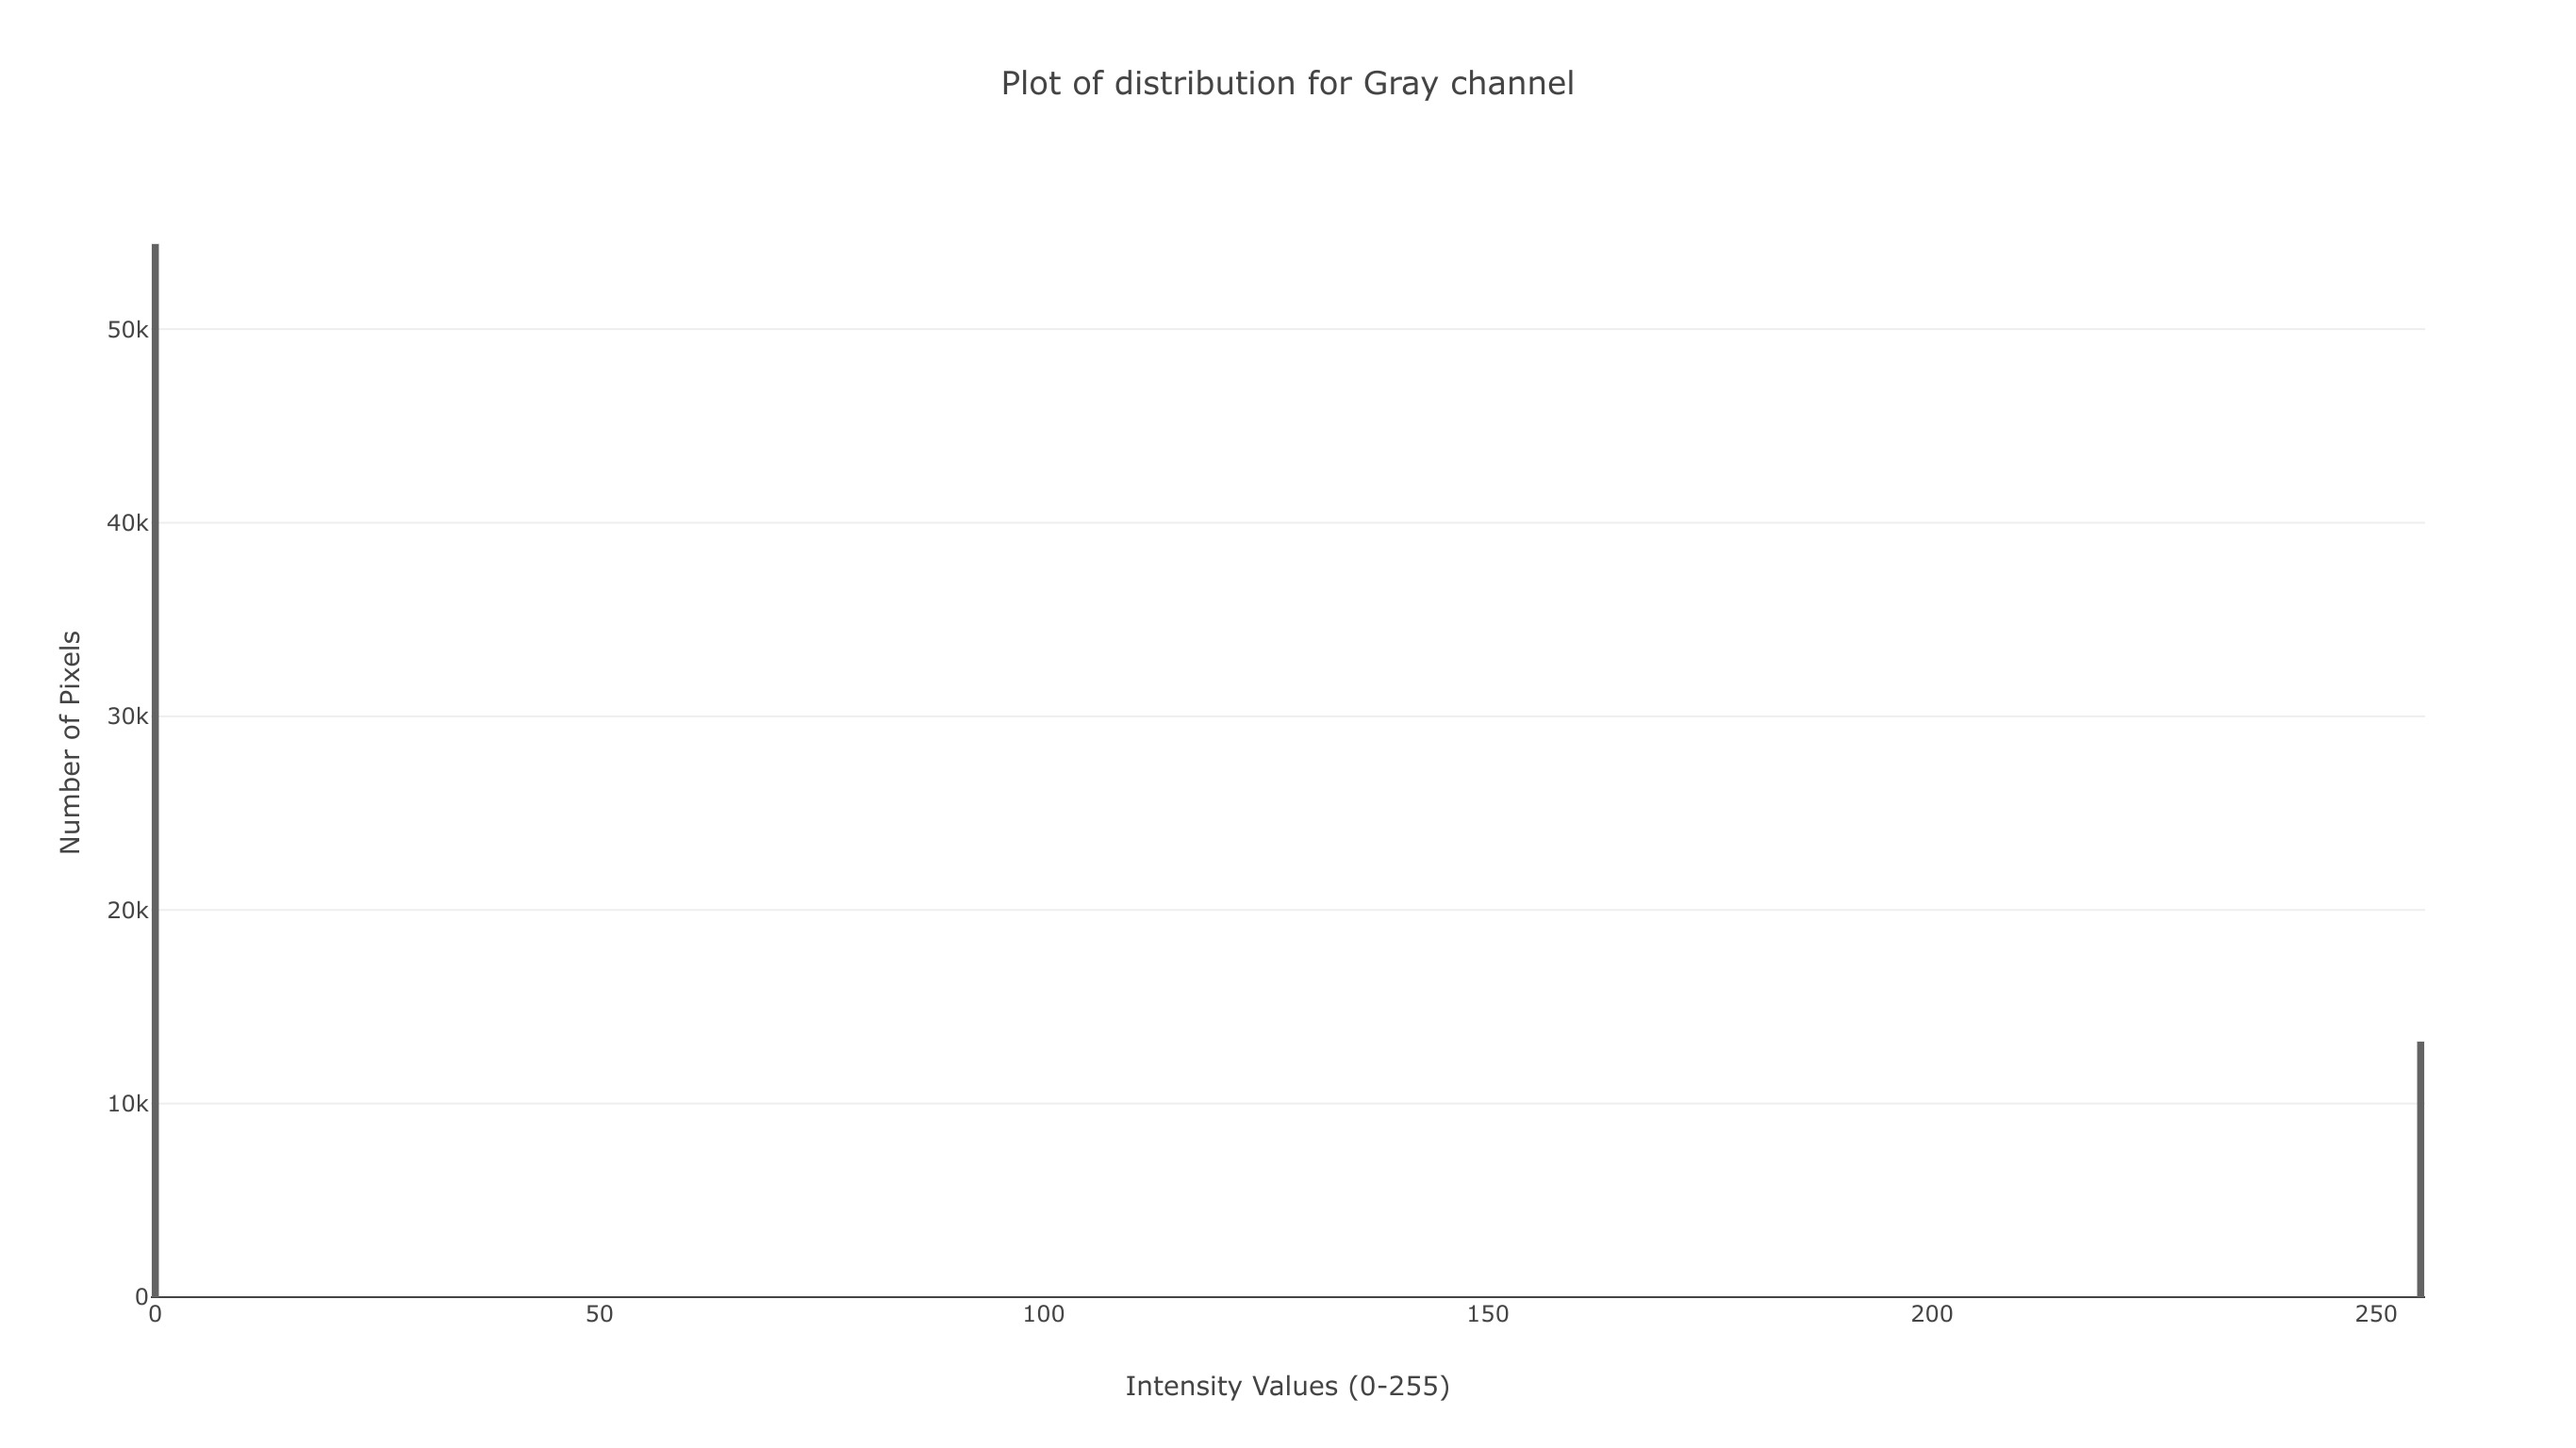 Plot of distribution for Gray channel
50k
40k
30k
20k
10k
0
Number of Pixels
0 50 100 150 200 250
Intensity Values (0-255)